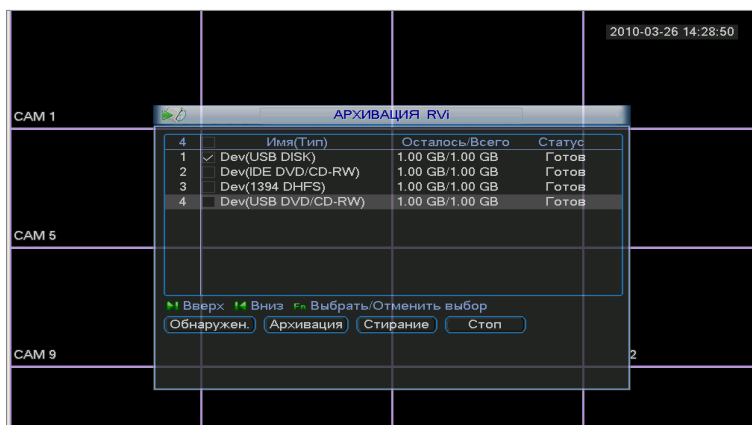 2010-03-26 14:28:50
CAM 1
АРХИВАЦИЯ RVi
4 Имя(Тип) Осталось/Всего Статус
1 Dev(USB DISK) 1.00 GB/1.00 GB Готов
2 Dev(IDE DVD/CD-RW) 1.00 GB/1.00 GB Готов
3 Dev(1394 DHFS) 1.00 GB/1.00 GB Готов
4 Dev(USB DVD/CD-RW) 1.00 GB/1.00 GB Готов
CAM 5
Вверх Вниз Fn Выбрать/Отменить выбор
Обнаружен. Архивация Стирание Стоп
CAM 9 2